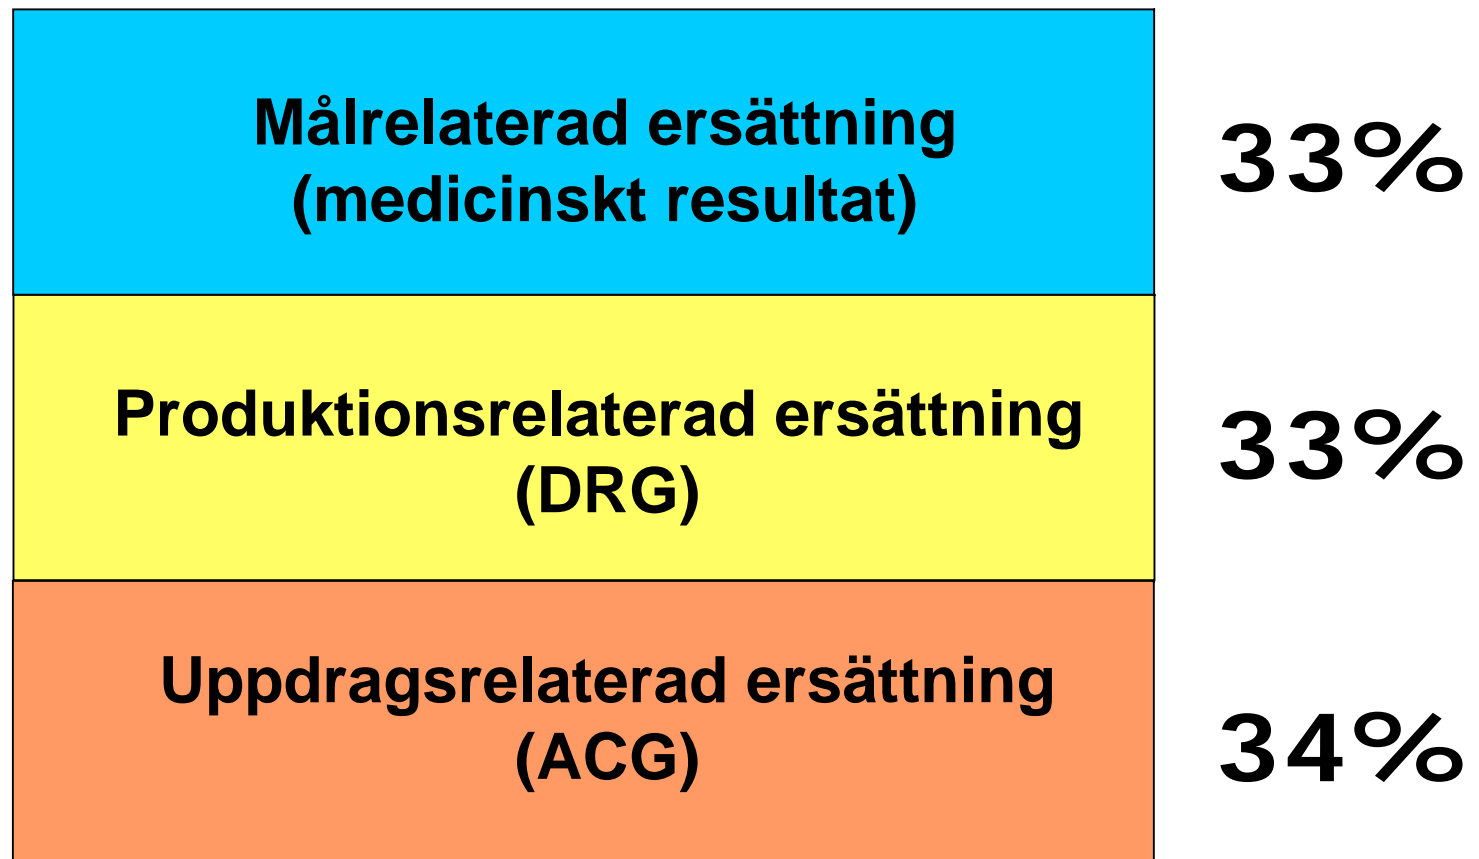 Målrelaterad ersättning
(medicinskt resultat)
33%
Produktionsrelaterad ersättning
(DRG)
33%
Uppdragsrelaterad ersättning
(ACG)
34%